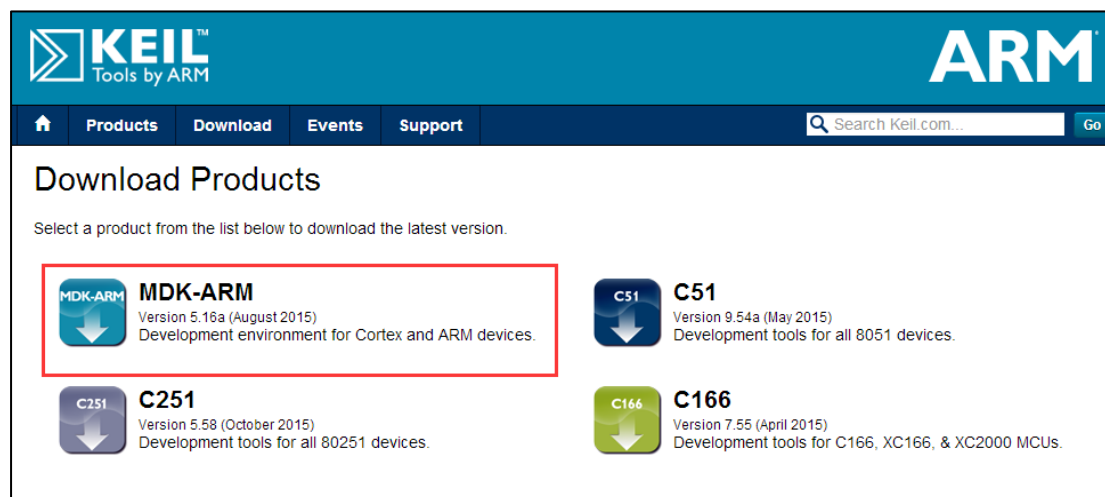 KEIL™
Tools by ARM
ARM
Products Download Events Support
Search Keil.com...
Go
Download Products
Select a product from the list below to download the latest version.
MDK-ARM
MDK-ARM
Version 5.16a (August 2015)
Development environment for Cortex and ARM devices.
C51
C51
Version 9.54a (May 2015)
Development tools for all 8051 devices.
C251
C251
Version 5.58 (October 2015)
Development tools for all 80251 devices.
C166
C166
Version 7.55 (April 2015)
Development tools for C166, XC166, & XC2000 MCUs.